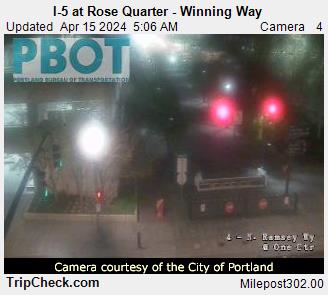 I-5 at Rose Quarter - Winning Way
Updated Apr 15 2024 5:06 AM Camera 4
PBOT
PORTLAND BUREAU OF TRANSPORTATION
4 - N. Ramsey Wy
@ One Ctr
Camera courtesy of the City of Portland
TripCheck.com Milepost302.00